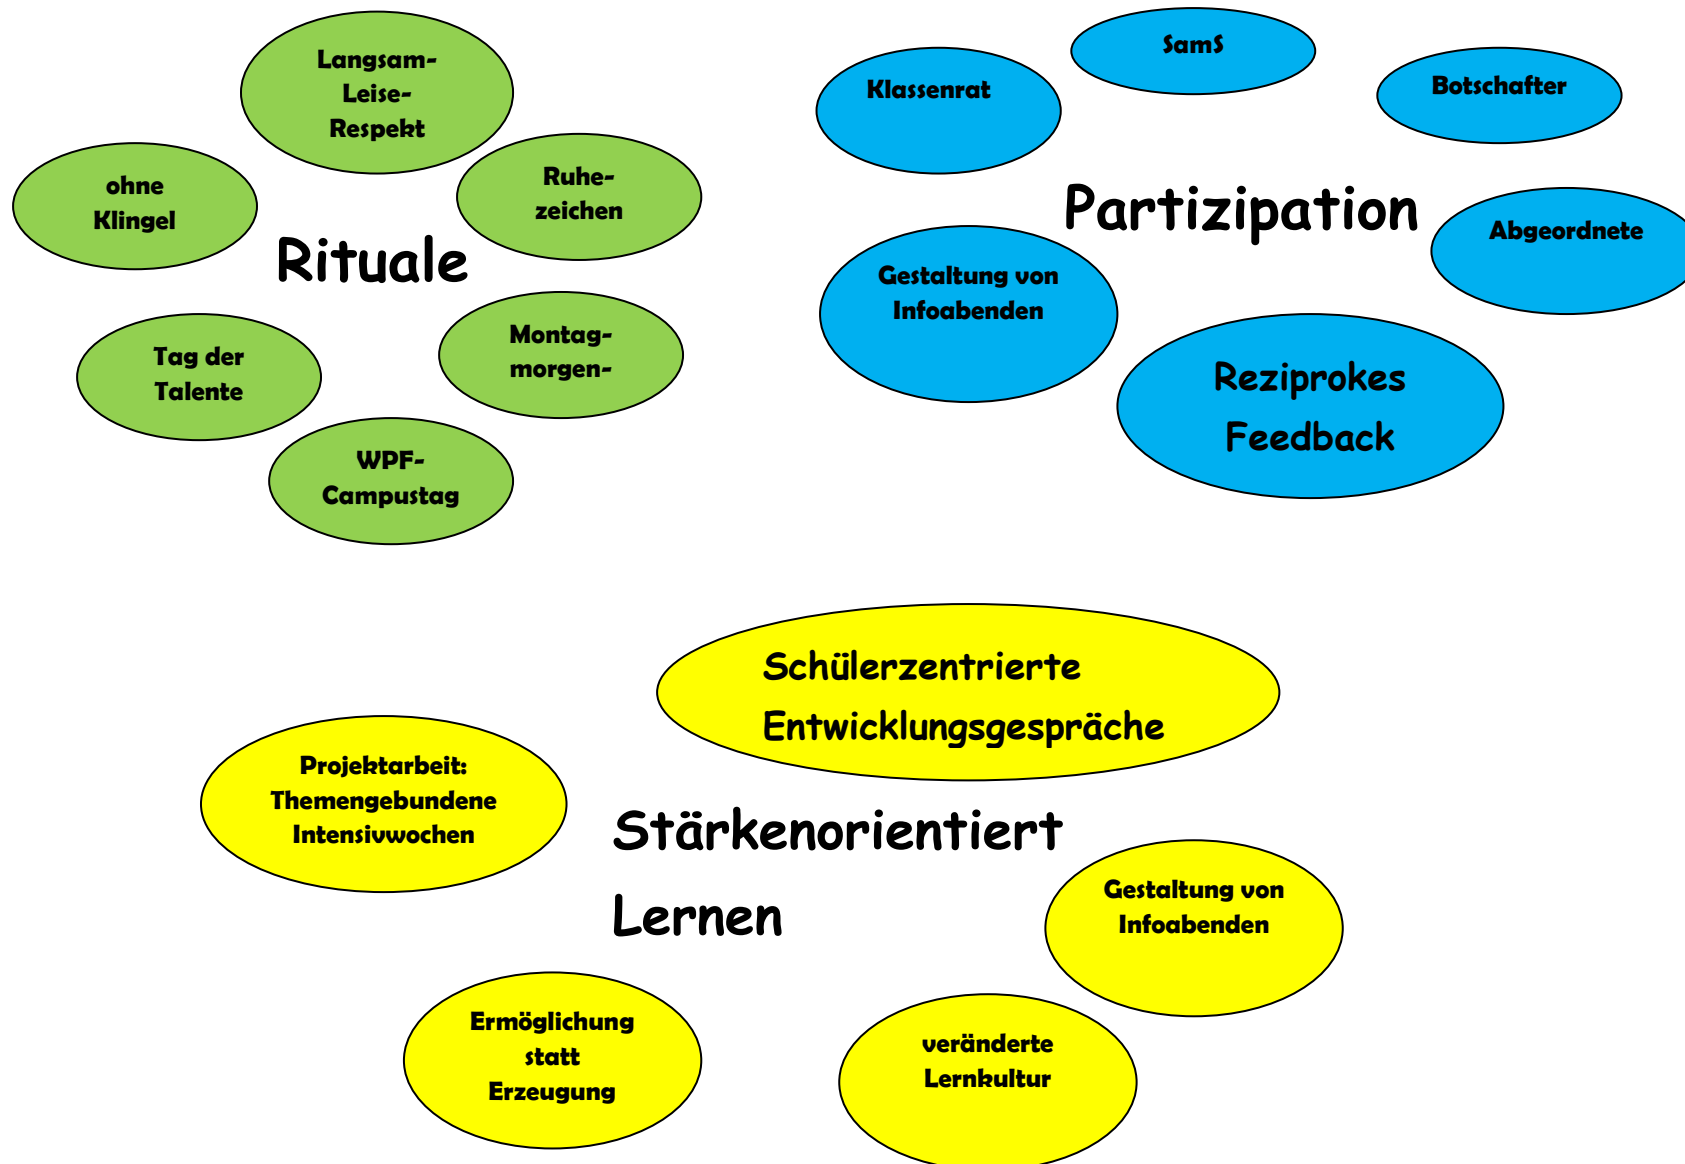 Langsam-
Leise-
Respekt
ohne
Klingel
Ruhe-
zeichen
Rituale
Tag der
Talente
Montag-
morgen-
WPF-
Campustag
SamS
Klassenrat
Botschafter
Partizipation
Abgeordnete
Gestaltung von
Infoabenden
Reziprokes
Feedback
Schülerzentrierte
Entwicklungsgespräche
Projektarbeit:
Themengebundene
Intensivwochen
Stärkenorientiert
Lernen
Gestaltung von
Infoabenden
Ermöglichung
statt
Erzeugung
veränderte
Lernkultur